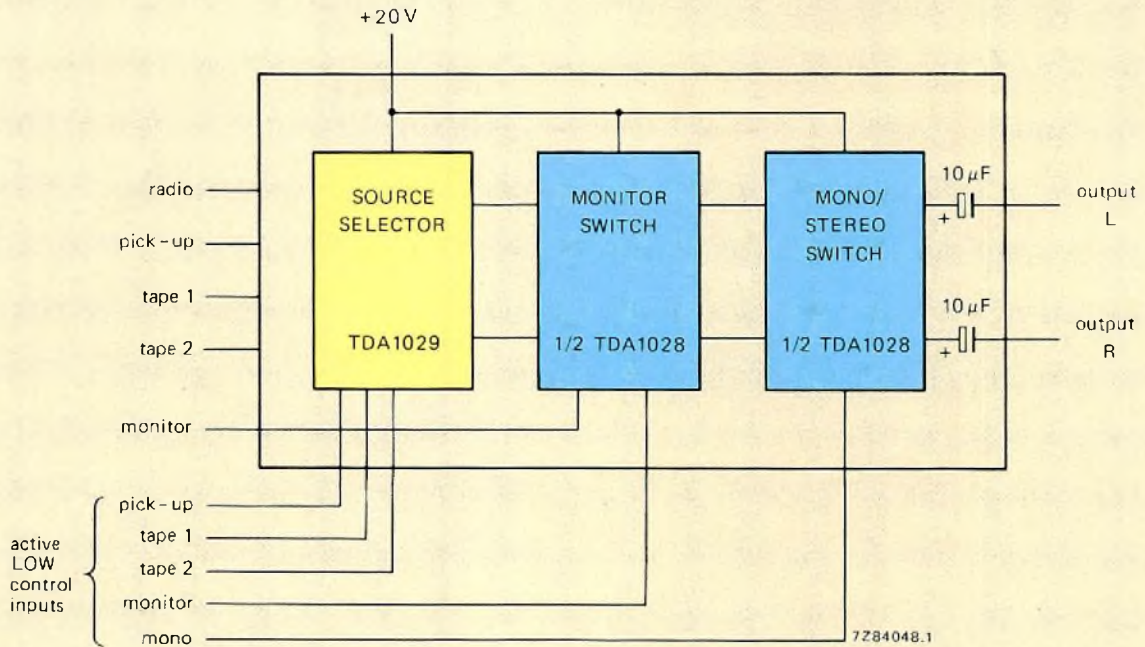 +20 V
radio
pick-up
tape 1
tape 2
monitor
SOURCE
SELECTOR
TDA1029
MONITOR
SWITCH
1/2 TDA1028
MONO/
STEREO
SWITCH
1/2 TDA1028
10 µF
+
output
L
10 µF
+
output
R
active
LOW
control
inputs
pick-up
tape 1
tape 2
monitor
mono
7Z84048.1